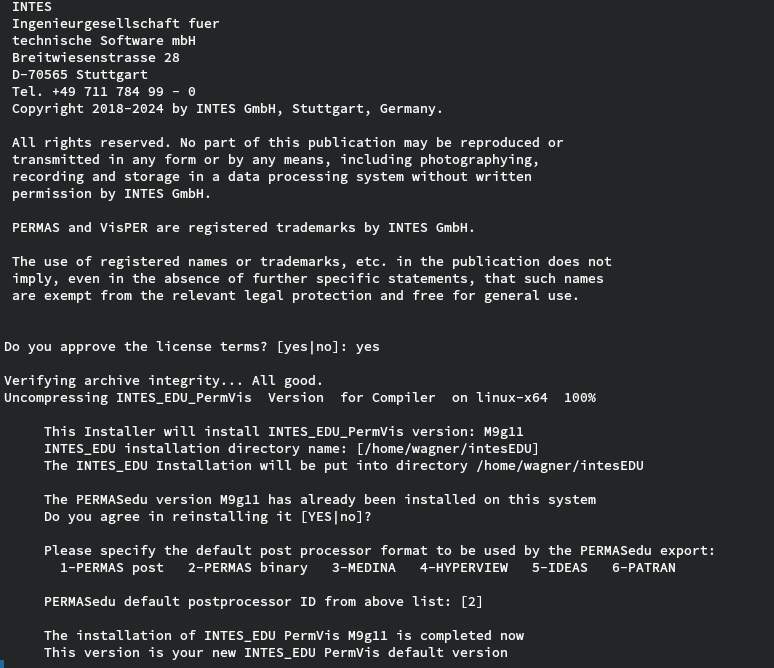 INTES
Ingenieurgesellschaft fuer
technische Software mbH
Breitwiesenstrasse 28
D-70565 Stuttgart
Tel. +49 711 784 99 - 0
Copyright 2018-2024 by INTES GmbH, Stuttgart, Germany.
All rights reserved. No part of this publication may be reproduced or
transmitted in any form or by any means, including photographying,
recording and storage in a data processing system without written
permission by INTES GmbH.
PERMAS and VisPER are registered trademarks by INTES GmbH.
The use of registered names or trademarks, etc. in the publication does not
imply, even in the absence of further specific statements, that such names
are exempt from the relevant legal protection and free for general use.
Do you approve the license terms? [yes|no]: yes
Verifying archive integrity... All good.
Uncompressing INTES_EDU_PermVis  Version  for Compiler  on linux-x64  100%
This Installer will install INTES_EDU_PermVis version: M9g11
INTES_EDU installation directory name: [/home/wagner/intesEDU]
The INTES_EDU Installation will be put into directory /home/wagner/intesEDU
The PERMASedu version M9g11 has already been installed on this system
Do you agree in reinstalling it [YES|no]?
Please specify the default post processor format to be used by the PERMASedu export:
1-PERMAS post   2-PERMAS binary   3-MEDINA   4-HYPERVIEW   5-IDEAS   6-PATRAN
PERMASedu default postprocessor ID from above list: [2]
The installation of INTES_EDU PermVis M9g11 is completed now
This version is your new INTES_EDU PermVis default version